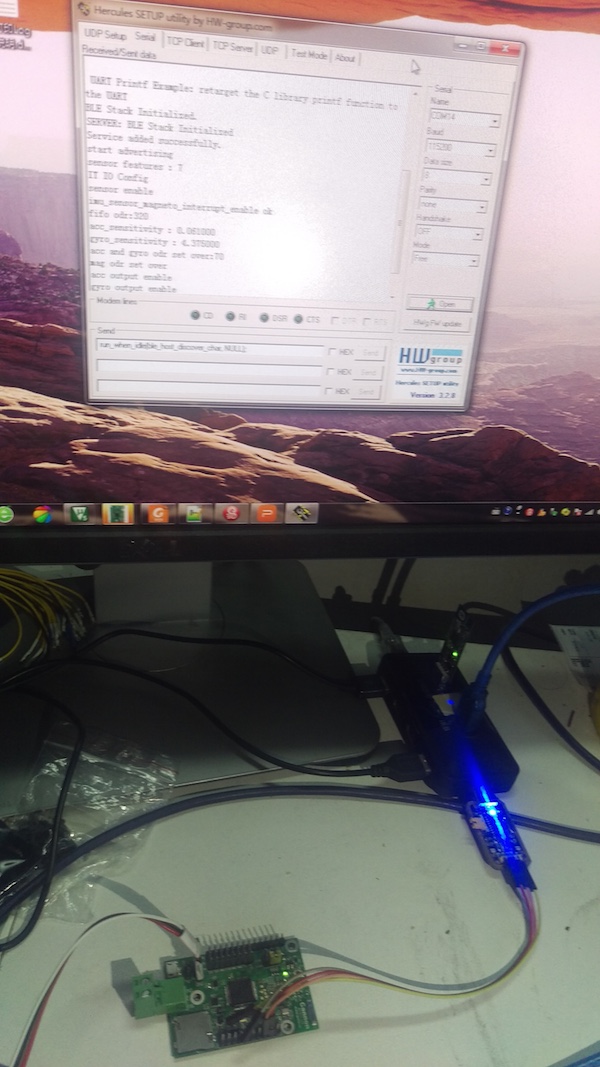 Hercules SETUP utility by HW-group.com
UDP Setup Serial TCP Client TCP Server UDP Test Mode About
Received/Sent data
UART Printf Example: retarget the C library printf function to
the UART
BLE Stack Initialized.
SERVER: BLE Stack Initialized
Service added successfully.
start advertising
sensor features : 7
IT DO Config
sensor enable
imu_sensor_magneto_interrupt_enable ok
fifo odr:320
acc_sensitivity : 0.061000
gyro_sensitivity : 4.375000
acc and gyro odr set over:70
mag odr set over
acc output enable
gyro output enable
Serial
Name
COM14
Baud
115200
Data size
8
Parity
none
Handshake
OFF
Mode
Free
Open
HWg FW update
Modem lines
CD RI DSR CTS DTR RTS
Send
run_when_idle(ble_host_discover_char, NULL);
HEX Send
HEX Send
HEX Send
HW group
www.HW-group.com
Hercules SETUP utility
Version 3.2.8